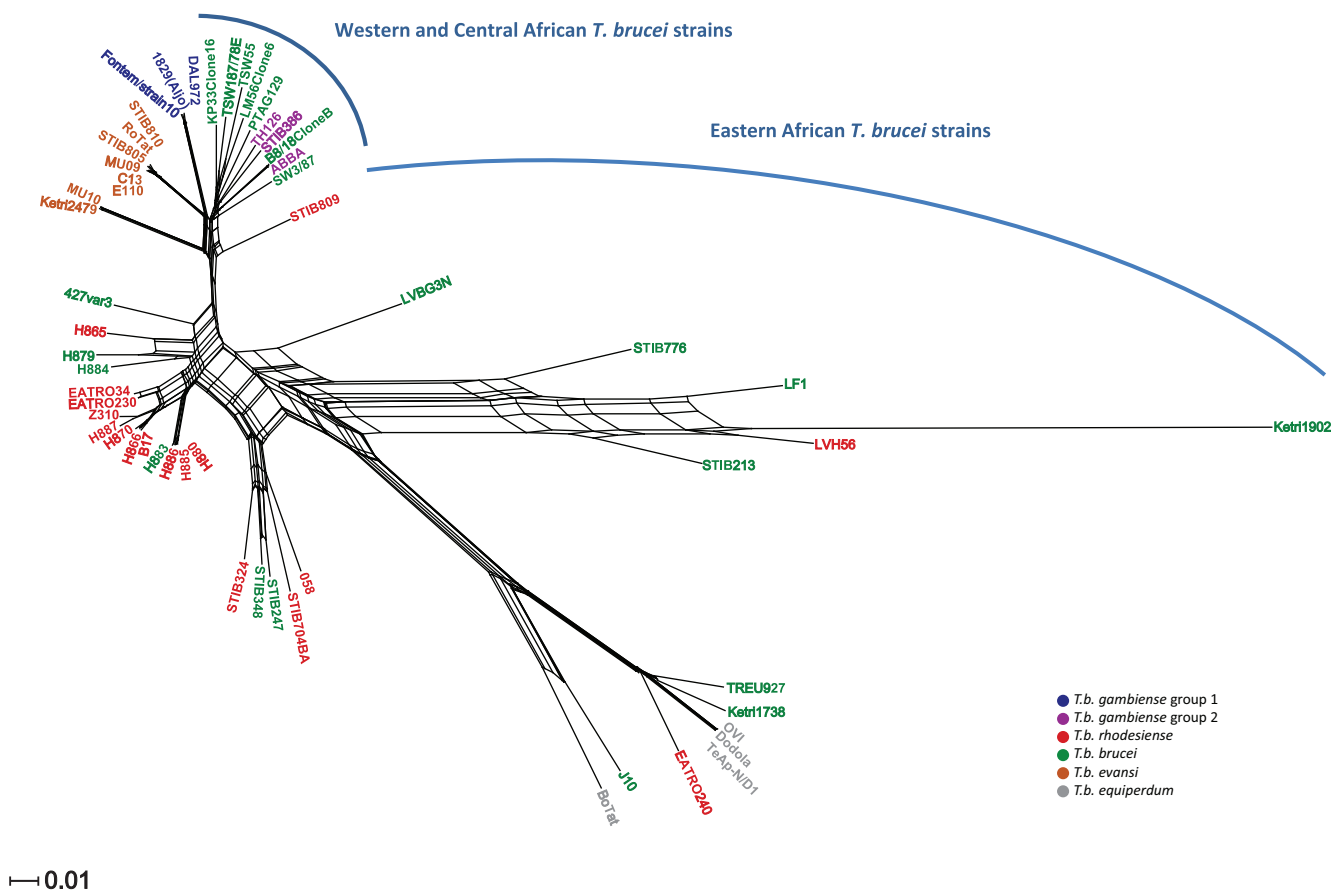 Western and Central African T. brucei strains
Eastern African T. brucei strains
Fontem/strain10
1829(Aljo)
DAL972
KP33Clone16
TSW187/78E
TSW55
LM56Clone6
PTAG129
TH126
STIB386
B8/18CloneB
ABBA
SW3/87
STIB810
RoTat
STIB805
MU09
C13
E110
MU10
Ketri2479
STIB809
427var3
LVBG3N
H865
H879
H884
STIB776
LF1
EATRO34
EATRO230
Z310
H887
H870
H866
B17
H883
H886
H885
H880
Ketri1902
LVH56
STIB213
STIB324
STIB348
STIB247
STIB704BA
058
TREU927
Ketri1738
OVI
Dodola
TeAp-N/D1
EATRO240
J10
BoTat
T.b. gambiense group 1
T.b. gambiense group 2
T.b. rhodesiense
T.b. brucei
T.b. evansi
T.b. equiperdum
0.01